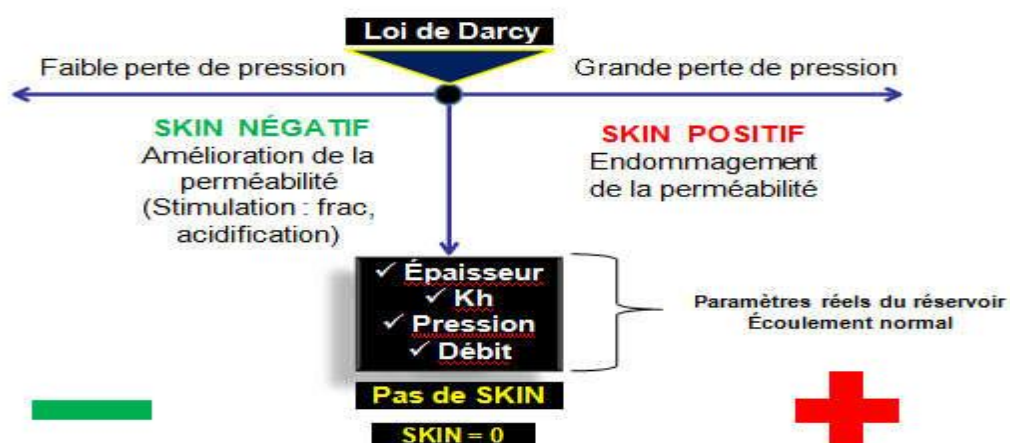 Loi de Darcy
Faible perte de pression
Grande perte de pression
SKIN NÉGATIF
Amélioration de la
perméabilité
(Stimulation : frac,
acidification)
SKIN POSITIF
Endommagement
de la perméabilité
✓ Épaisseur
✓ Kh
✓ Pression
✓ Débit
Paramètres réels du réservoir
Écoulement normal
Pas de SKIN
SKIN = 0